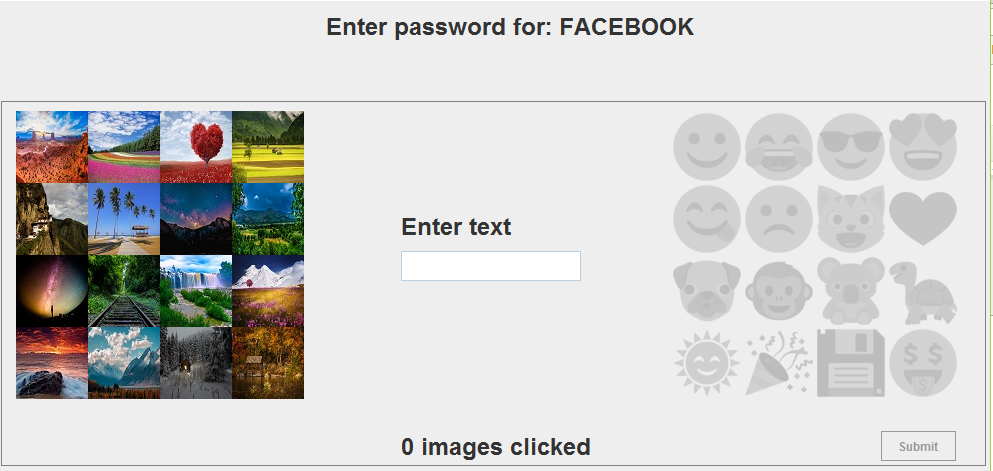 Enter password for: FACEBOOK
Enter text
0 images clicked
Submit